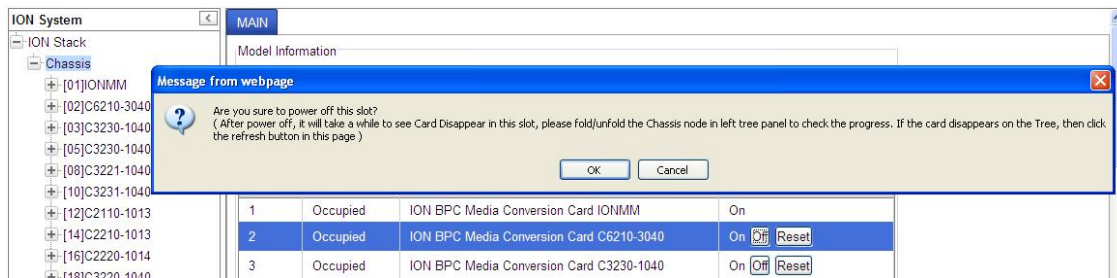 ION System
MAIN
ION Stack
Model Information
Chassis
[01]IONMM
[02]C6210-3040
[03]C3230-1040
[05]C3230-1040
[08]C3221-1040
[10]C3231-1040
[12]C2110-1013
[14]C2210-1013
[16]C2220-1014
[18]C3220-1040
Message from webpage
Are you sure to power off this slot?
( After power off, it will take a while to see Card Disappear in this slot, please fold/unfold the Chassis node in left tree panel to check the progress. If the card disappears on the Tree, then click
the refresh button in this page )
OK Cancel
1 Occupied ION BPC Media Conversion Card IONMM On
2 Occupied ION BPC Media Conversion Card C6210-3040 On Off Reset
3 Occupied ION BPC Media Conversion Card C3230-1040 On Off Reset